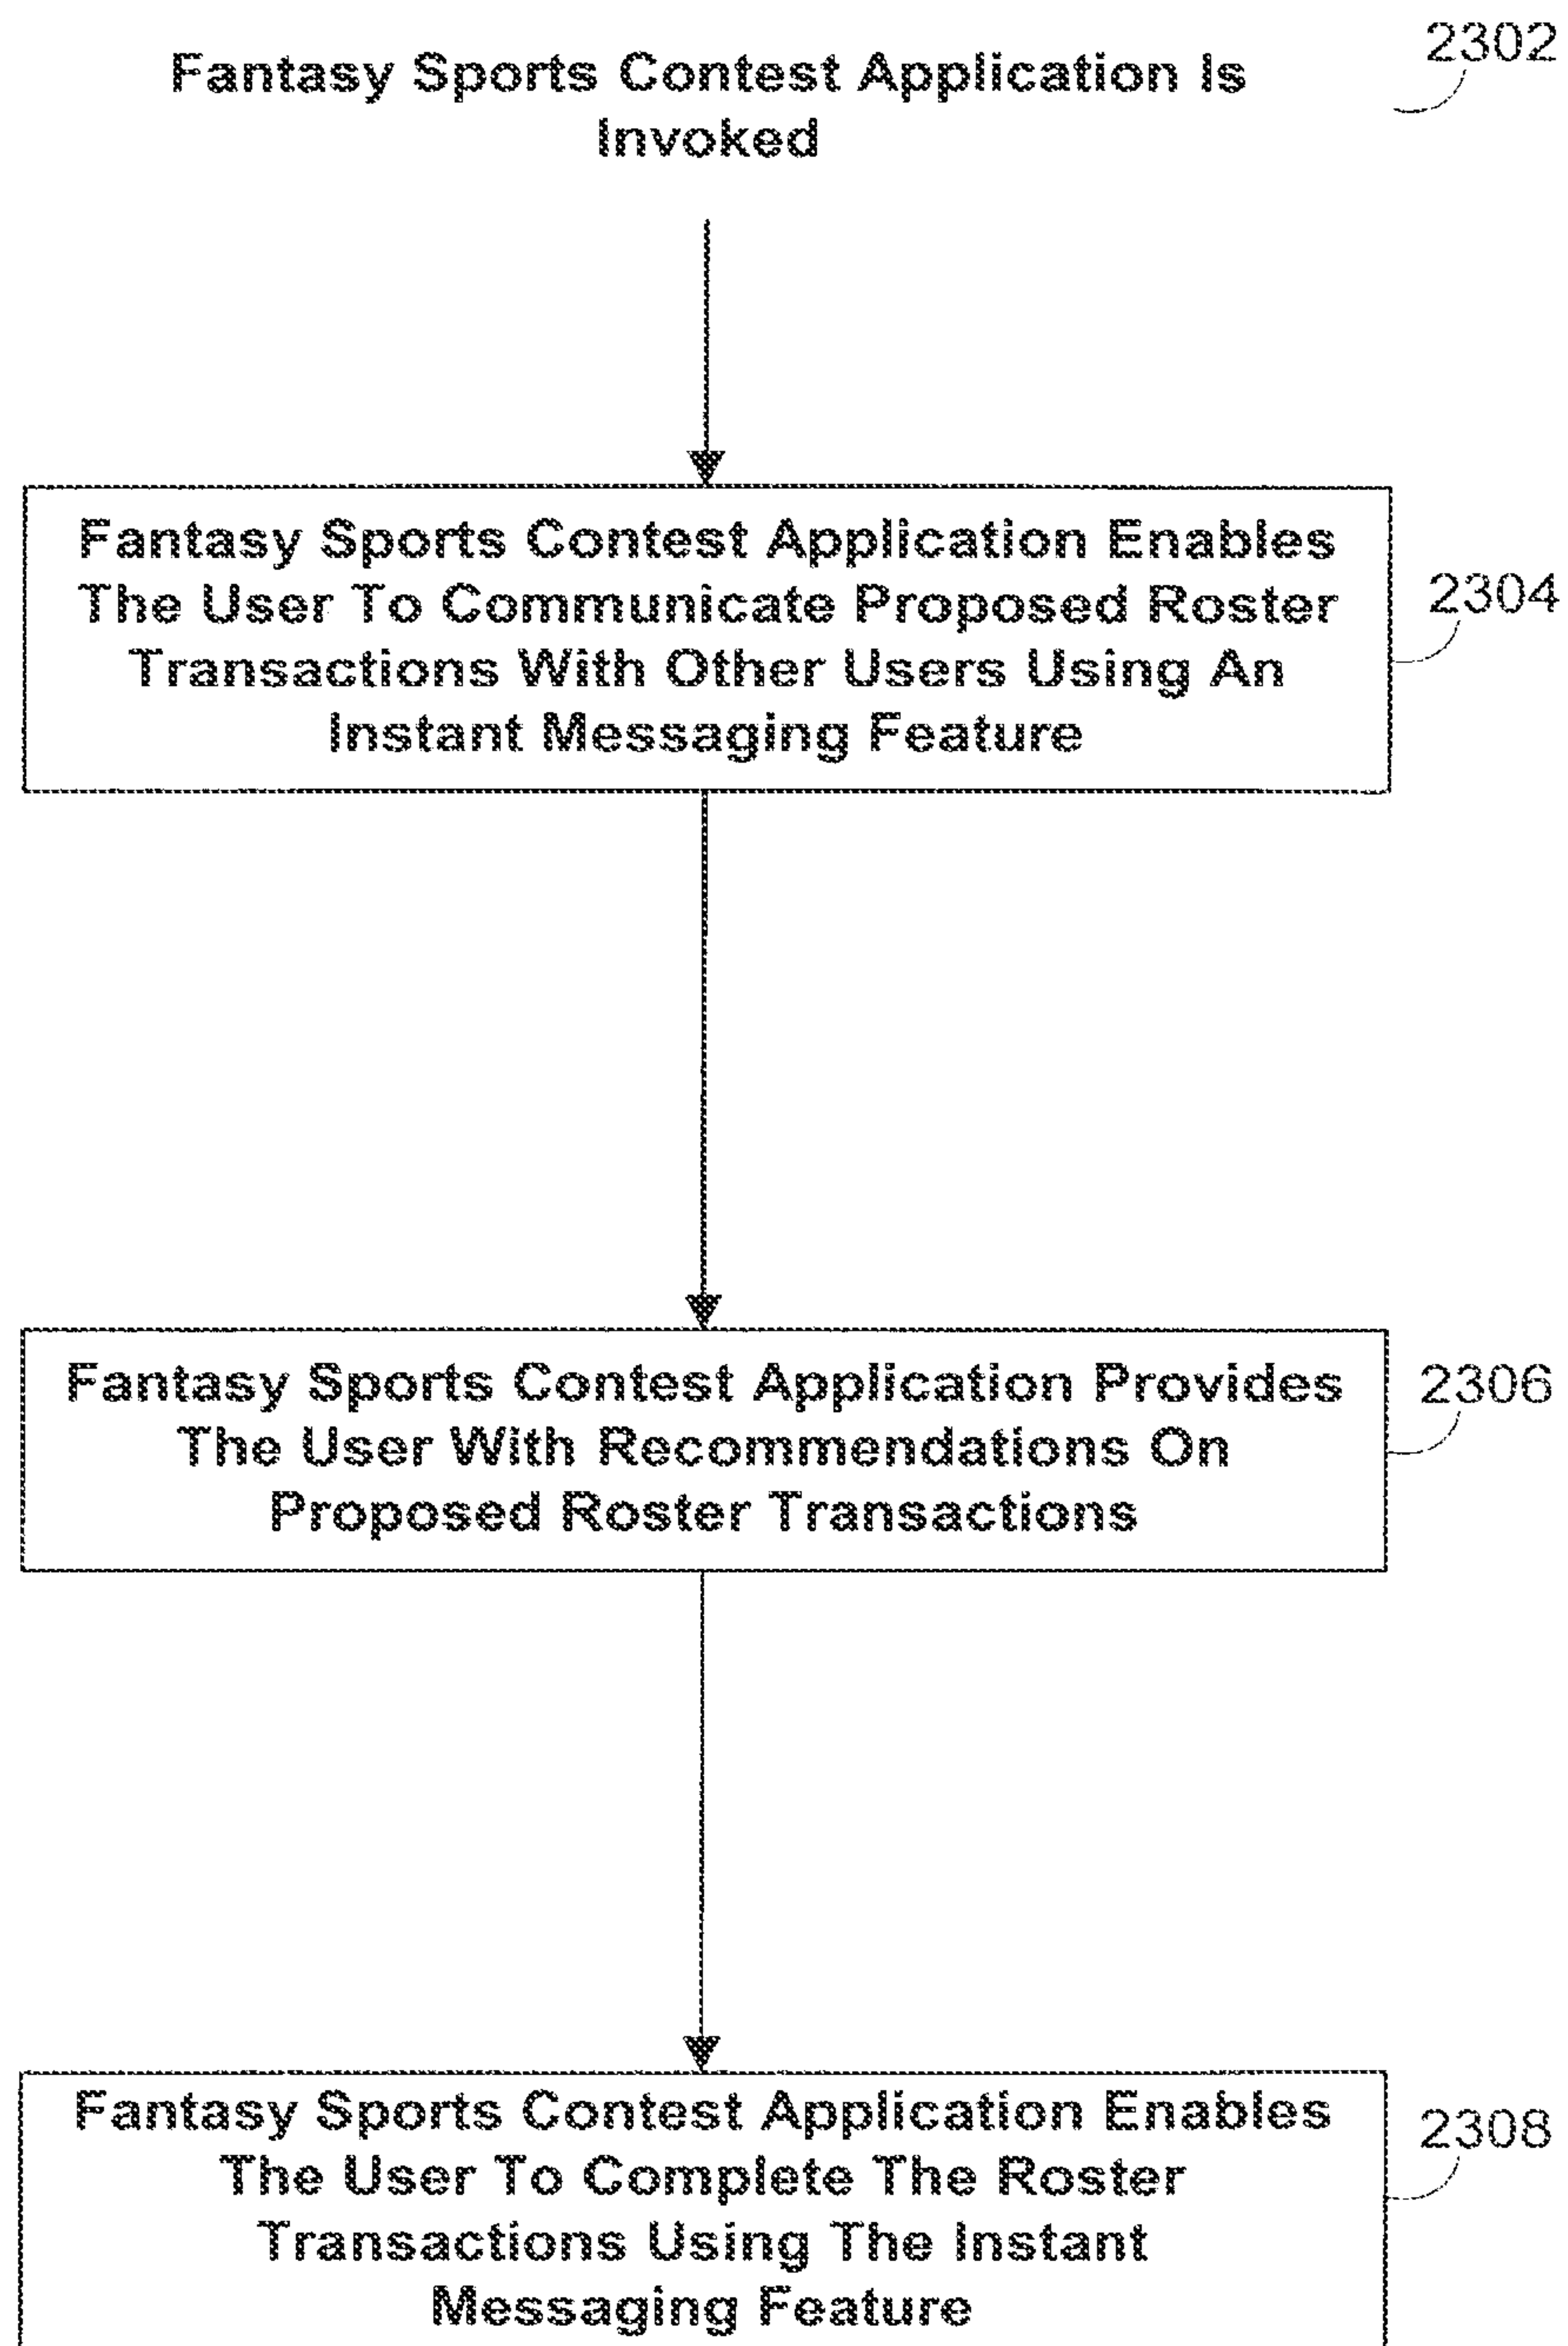 2302
Fantasy Sports Contest Application Is
Invoked
Fantasy Sports Contest Application Enables
The User To Communicate Proposed Roster
Transactions With Other Users Using An
Instant Messaging Feature
2304
Fantasy Sports Contest Application Provides
The User With Recommendations On
Proposed Roster Transactions
2306
Fantasy Sports Contest Application Enables
The User To Complete The Roster
Transactions Using The Instant
Messaging Feature
2308